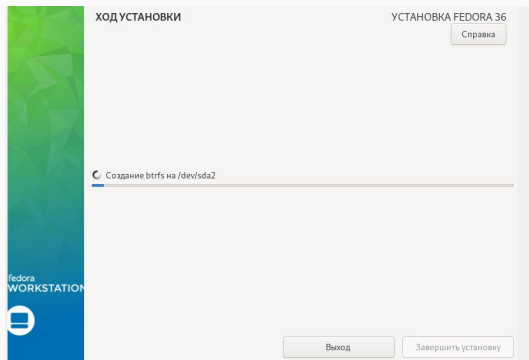 ХОД УСТАНОВКИ
УСТАНОВКА FEDORA 36
Справка
Создание btrfs на /dev/sda2
fedora
WORKSTATION
Выход
Завершить установку